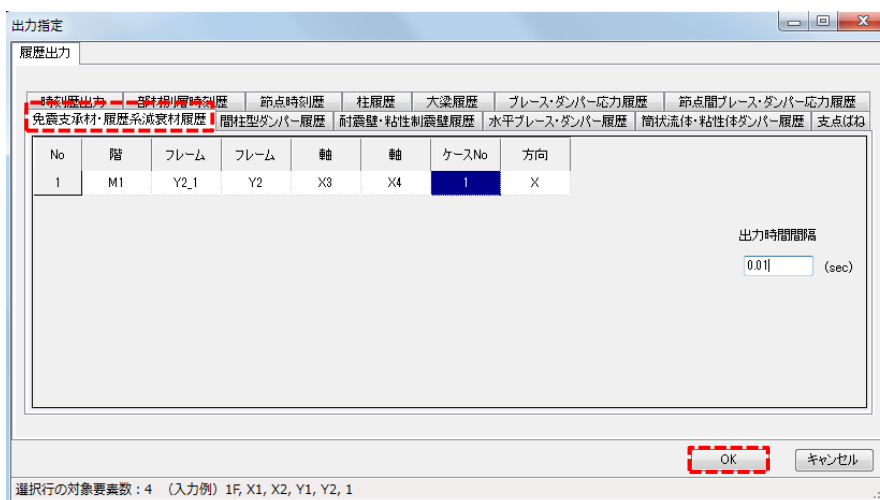 出力指定
履歴出力
時刻歴出力 部材別層時刻歴 節点時刻歴 柱履歴 大梁履歴 ブレース・ダンパー応力履歴 節点間ブレース・ダンパー応力履歴
免震支承材・履歴系減衰材履歴 間柱型ダンパー履歴 耐震壁・粘性制震壁履歴 水平ブレース・ダンパー履歴 筒状流体・粘性体ダンパー履歴 支点ばね
No 階 フレーム フレーム 軸 軸 ケースNo 方向
1 M1 Y2_1 Y2 X3 X4 1 X
出力時間間隔
0.01 (sec)
OK キャンセル
選択行の対象要素数：4 （入力例）1F, X1, X2, Y1, Y2, 1